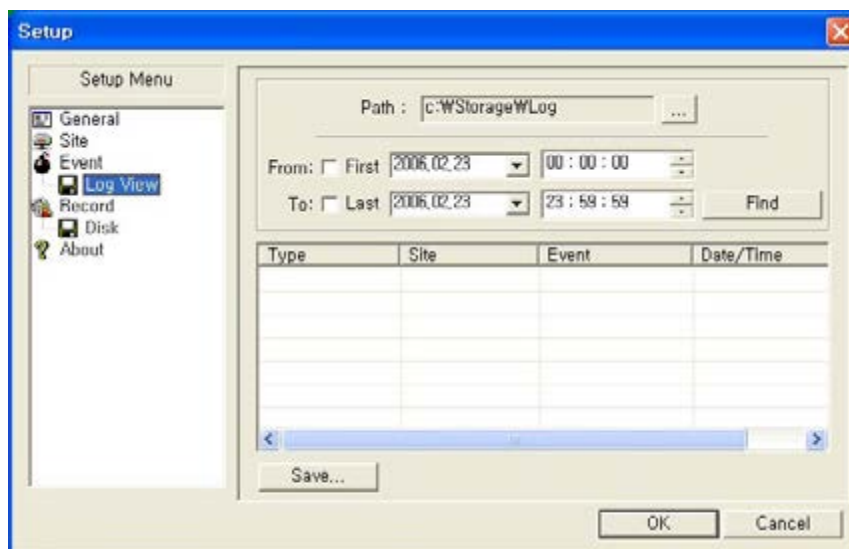 Setup
Setup Menu
General
Site
Event
Log View
Record
Disk
About
Path : c:₩Storage₩Log ...
From: First 2006,02,23 00 : 00 : 00
To: Last 2006,02,23 23 : 59 : 59 Find
Type Site Event Date/Time
Save...
OK Cancel